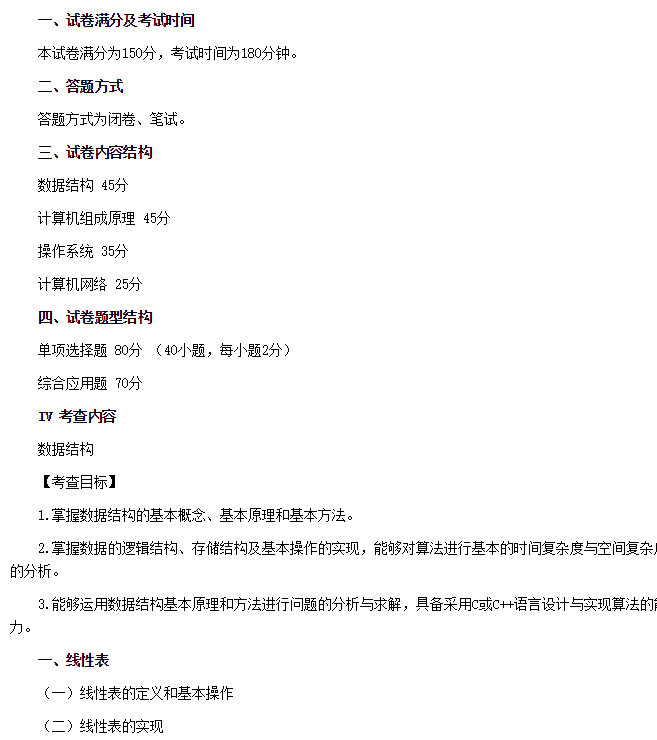 一、试卷满分及考试时间
本试卷满分为150分，考试时间为180分钟。
二、答题方式
答题方式为闭卷、笔试。
三、试卷内容结构
数据结构 45分
计算机组成原理 45分
操作系统 35分
计算机网络 25分
四、试卷题型结构
单项选择题 80分 （40小题，每小题2分）
综合应用题 70分
IV 考查内容
数据结构
【考查目标】
1.掌握数据结构的基本概念、基本原理和基本方法。
2.掌握数据的逻辑结构、存储结构及基本操作的实现，能够对算法进行基本的时间复杂度与空间复杂
的分析。
3.能够运用数据结构基本原理和方法进行问题的分析与求解，具备采用C或C++语言设计与实现算法的
力。
一、线性表
（一）线性表的定义和基本操作
（二）线性表的实现